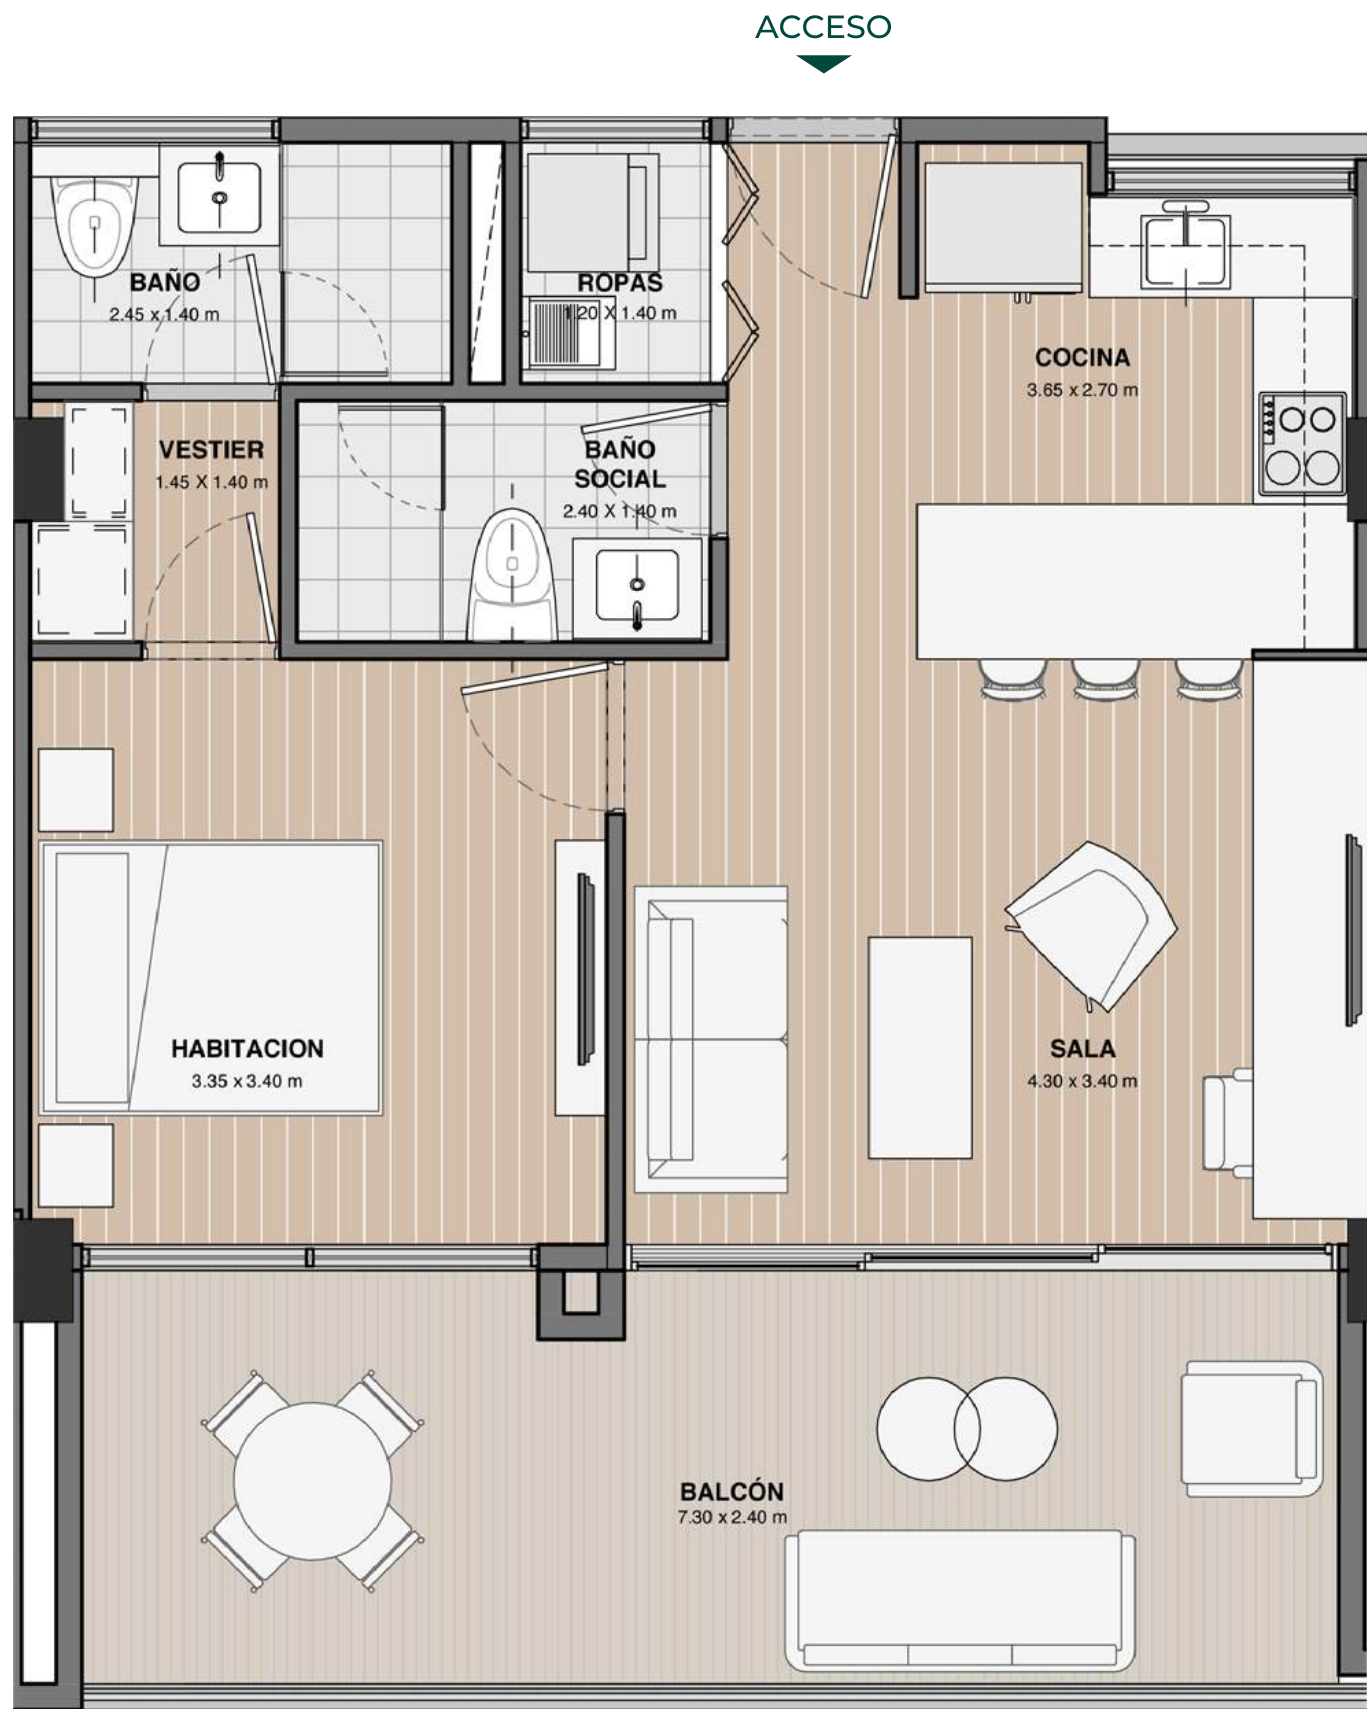 ACCESO
BAÑO
2.45 x 1.40 m
ROPAS
1.20 X 1.40 m
COCINA
3.65 x 2.70 m
VESTIER
1.45 X 1.40 m
BAÑO
SOCIAL
2.40 X 1.40 m
HABITACION
3.35 x 3.40 m
SALA
4.30 x 3.40 m
BALCÓN
7.30 x 2.40 m